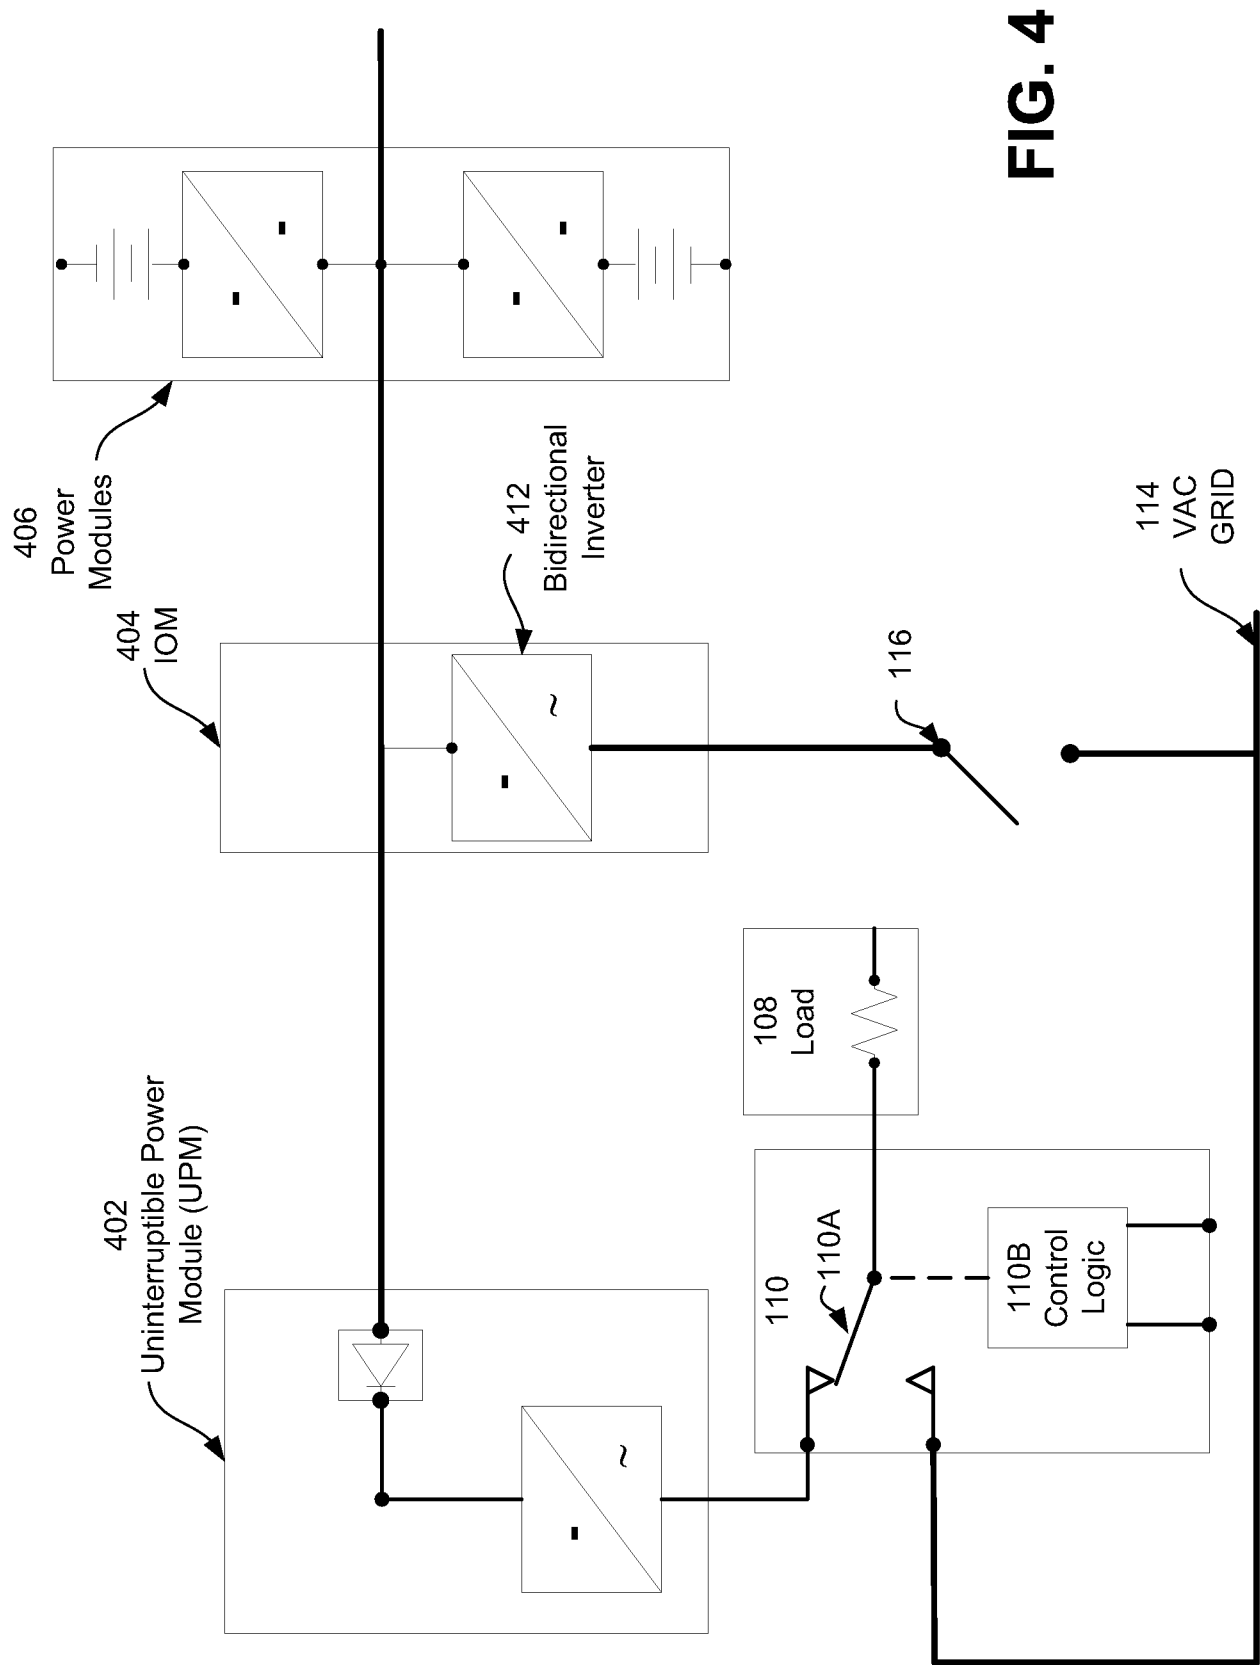 402
Uninterruptible Power
Module (UPM)
404
IOM
406
Power
Modules
412
Bidirectional
Inverter
108
Load
110
110A
110B
Control
Logic
116
114
VAC
GRID
FIG. 4